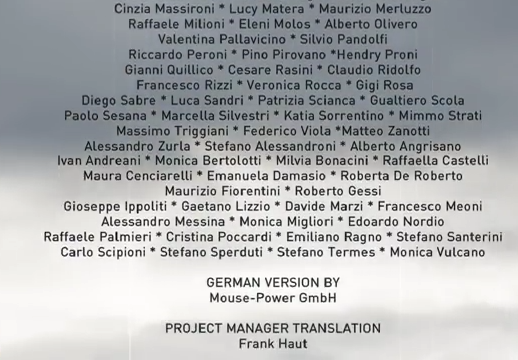 Cinzia Massironi * Lucy Matera * Maurizio Merluzzo
Raffaele Milioni * Eleni Molos * Alberto Olivero
Valentina Pallavicino * Silvio Pandolfi
Riccardo Peroni * Pino Pirovano *Hendry Proni
Gianni Quillico * Cesare Rasini * Claudio Ridolfo
Francesco Rizzi * Veronica Rocca * Gigi Rosa
Diego Sabre * Luca Sandri * Patrizia Scianca * Gualtiero Scola
Paolo Sesana * Marcella Silvestri * Katia Sorrentino * Mimmo Strati
Massimo Triggiani * Federico Viola *Matteo Zanotti
Alessandro Zurla * Stefano Alessandroni * Alberto Angrisano
Ivan Andreani * Monica Bertolotti * Milvia Bonacini * Raffaella Castelli
Maura Cenciarelli * Emanuela Damasio * Roberta De Roberto
Maurizio Fiorentini * Roberto Gessi
Gioseppe Ippoliti * Gaetano Lizzio * Davide Marzi * Francesco Meoni
Alessandro Messina * Monica Migliori * Edoardo Nordio
Raffaele Palmieri * Cristina Poccardi * Emiliano Ragno * Stefano Santerini
Carlo Scipioni * Stefano Sperduti * Stefano Termes * Monica Vulcano
GERMAN VERSION BY
Mouse-Power GmbH
PROJECT MANAGER TRANSLATION
Frank Haut